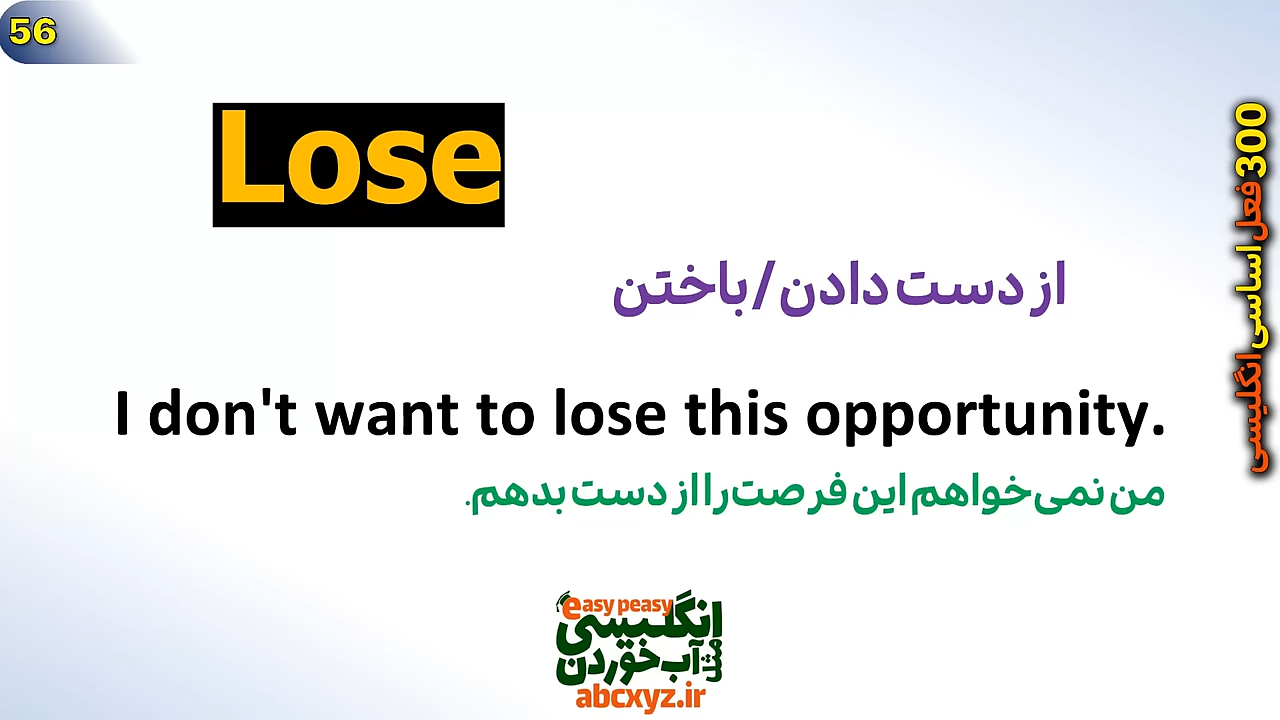 56
Lose
از دست دادن / باختن
I don't want to lose this opportunity.
من نمی‌خواهم این فرصت را از دست بدهم.
300 فعل اساسی انگلیسی
easy peasy
انگلیسی
مثل آب خوردن
abcxyz.ir